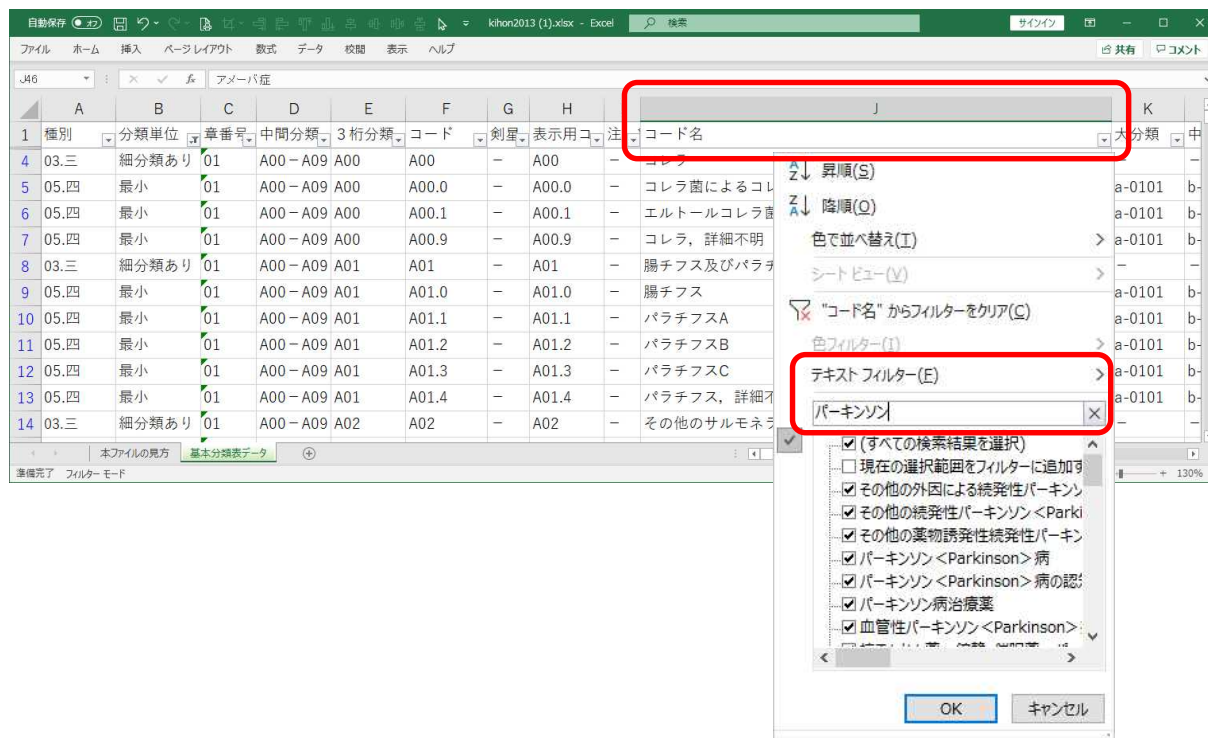 自動保存 オフ kihon2013 (1).xlsx - Excel 検索 サインイン
ファイル ホーム 挿入 ページ レイアウト 数式 データ 校閲 表示 ヘルプ 共有 コメント
J46 fx アメーバ症
A B C D E F G H J K
1 種別 分類単位 章番号 中間分類 3桁分類 コード 剣星 表示用コ 注 コード名 大分類 中
4 03.三 細分類あり 01 A00-A09 A00 A00 - A00 - コレラ
5 05.四 最小 01 A00-A09 A00 A00.0 - A00.0 - コレラ菌によるコレ a-0101 b-
6 05.四 最小 01 A00-A09 A00 A00.1 - A00.1 - エルトールコレラ菌 a-0101 b-
7 05.四 最小 01 A00-A09 A00 A00.9 - A00.9 - コレラ,詳細不明 a-0101 b-
8 03.三 細分類あり 01 A00-A09 A01 A01 - A01 - 腸チフス及びパラチ - -
9 05.四 最小 01 A00-A09 A01 A01.0 - A01.0 - 腸チフス a-0101 b-
10 05.四 最小 01 A00-A09 A01 A01.1 - A01.1 - パラチフスA a-0101 b-
11 05.四 最小 01 A00-A09 A01 A01.2 - A01.2 - パラチフスB a-0101 b-
12 05.四 最小 01 A00-A09 A01 A01.3 - A01.3 - パラチフスC a-0101 b-
13 05.四 最小 01 A00-A09 A01 A01.4 - A01.4 - パラチフス,詳細不 a-0101 b-
14 03.三 細分類あり 01 A00-A09 A02 A02 - A02 - その他のサルモネラ - -
本ファイルの見方 基本分類表データ
準備完了 フィルター モード 130%
昇順(S)
降順(O)
色で並べ替え(T)
シート ビュー(V)
"コード名" からフィルターをクリア(C)
色フィルター(I)
テキスト フィルター(F)
パーキンソン
(すべての検索結果を選択)
現在の選択範囲をフィルターに追加す
その他の外因による続発性パーキンソ
その他の続発性パーキンソン<Parki
その他の薬物誘発性続発性パーキン
パーキンソン<Parkinson>病
パーキンソン<Parkinson>病の認
パーキンソン病治療薬
血管性パーキンソン<Parkinson>
OK キャンセル